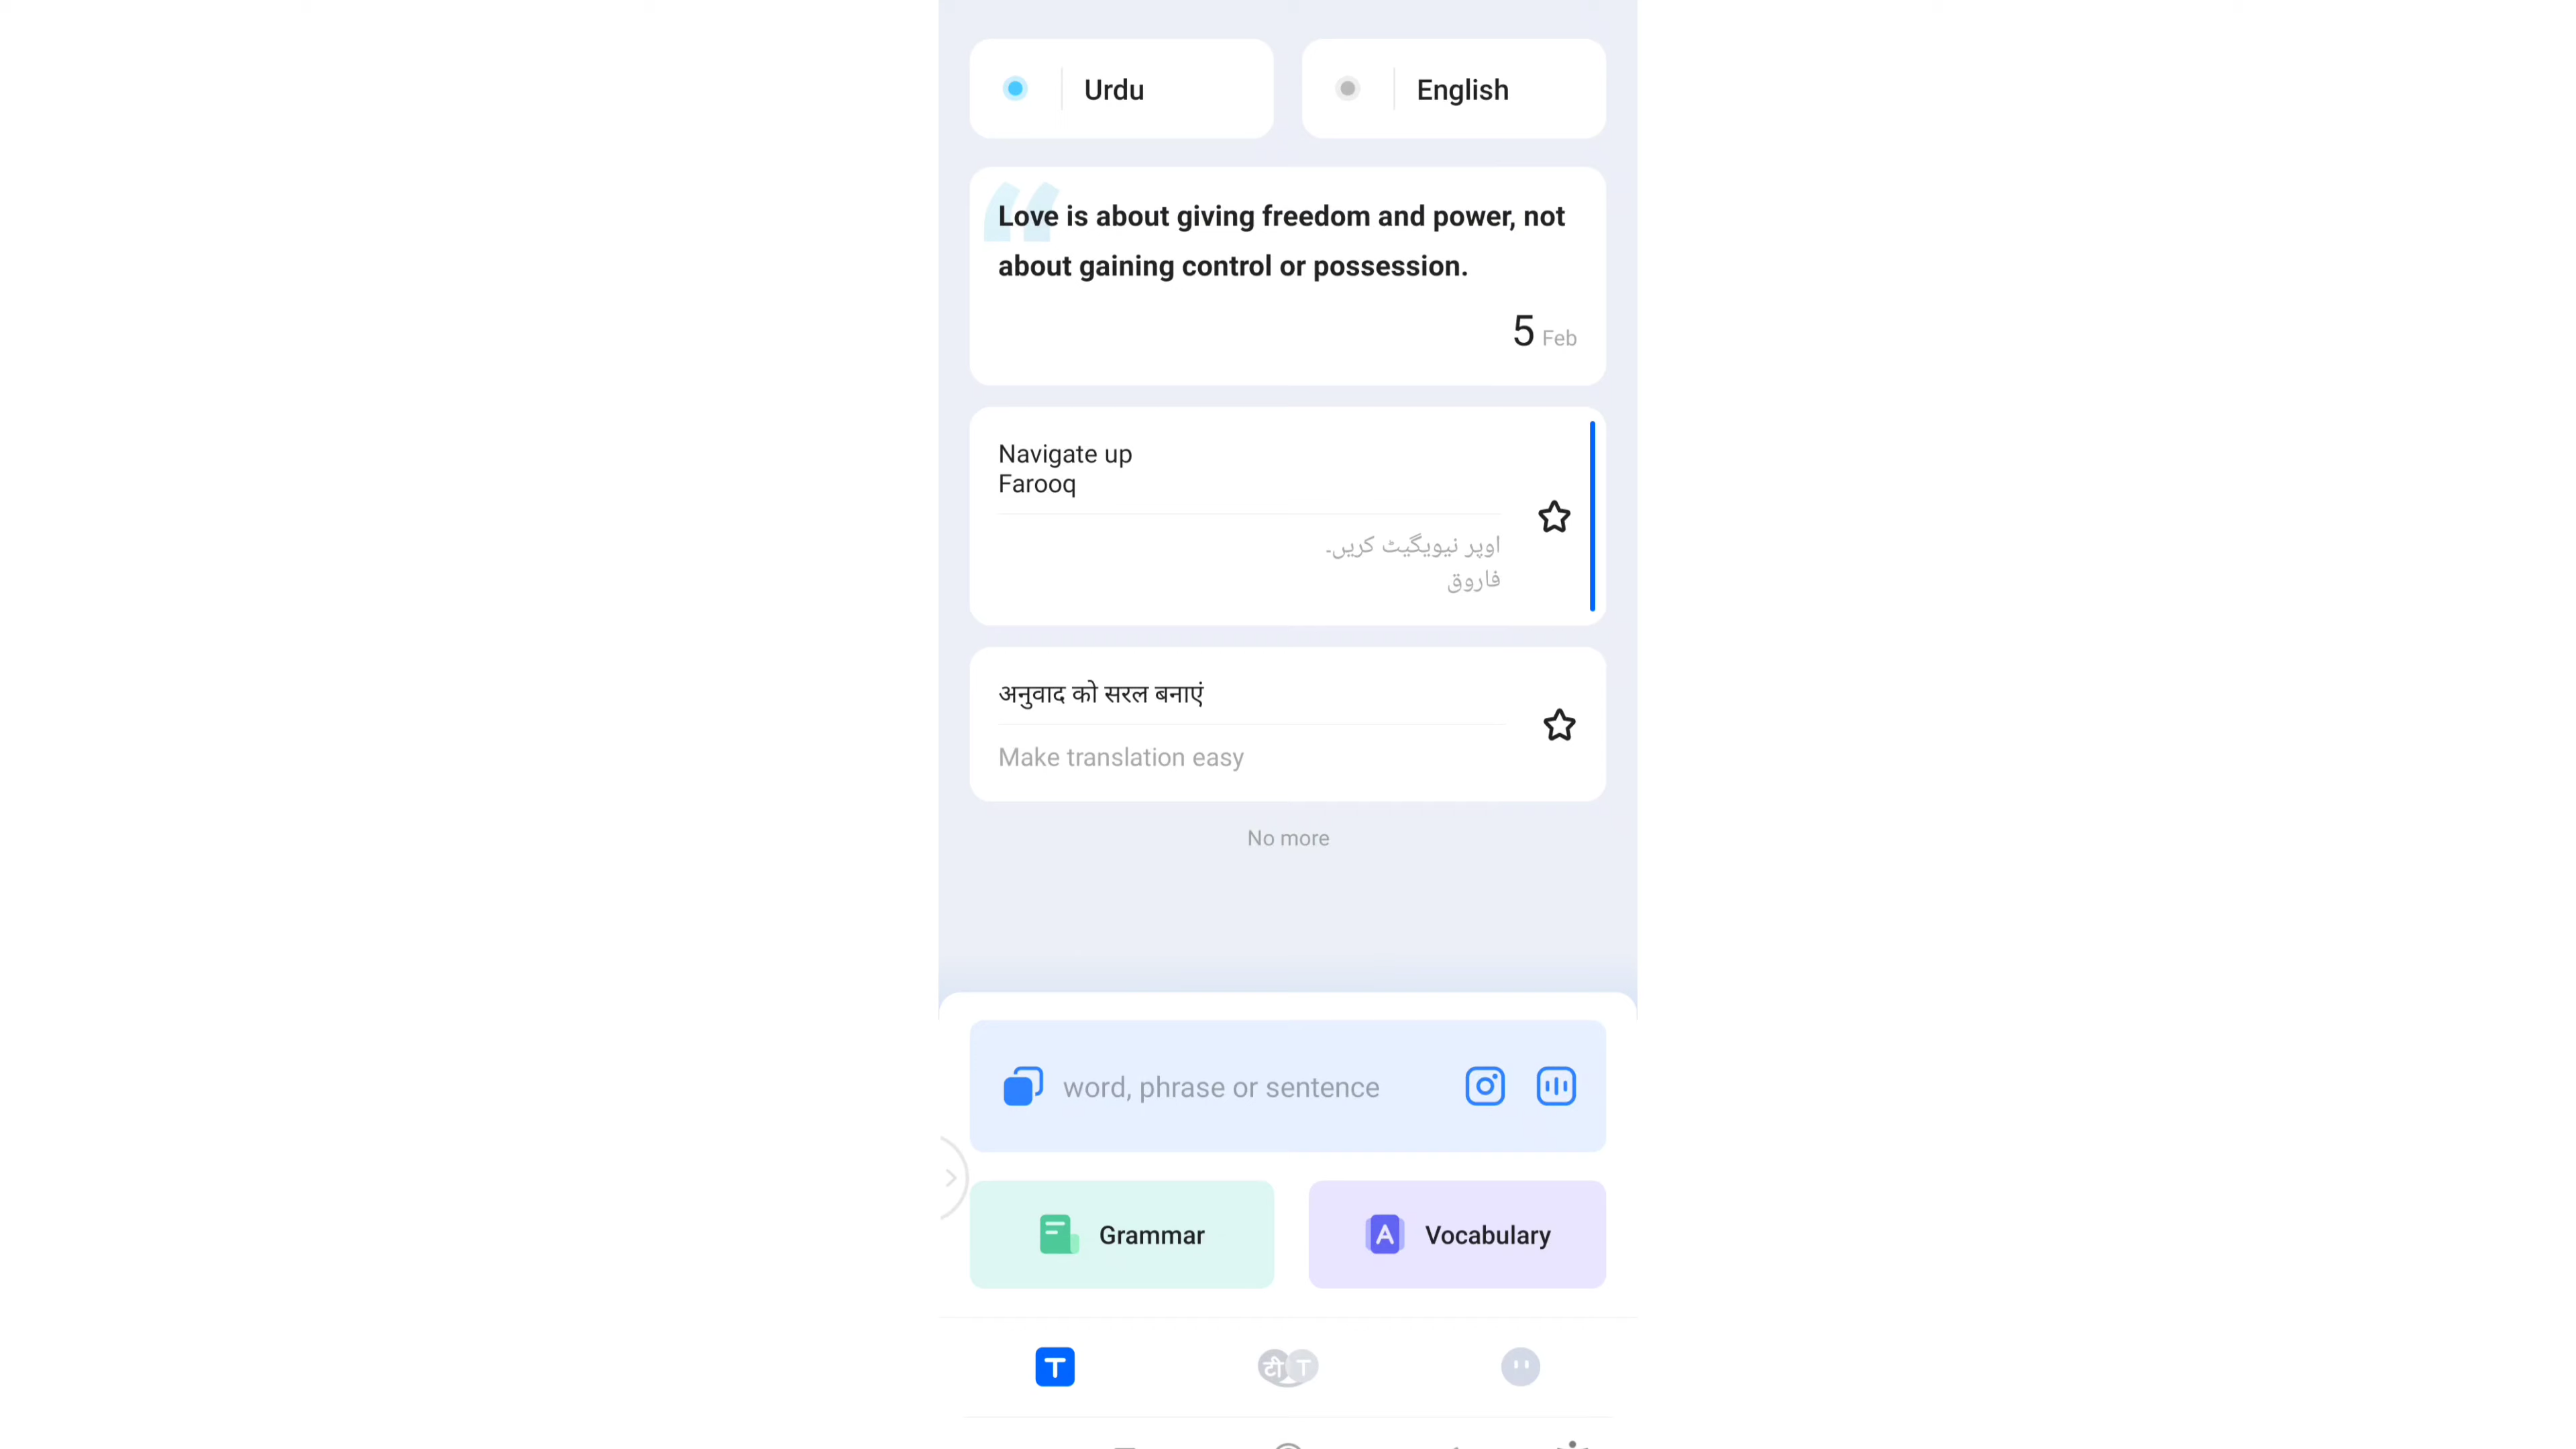 Urdu
English
Love is about giving freedom and power, not
about gaining control or possession.
5 Feb
Navigate up
Farooq
اوپر نیویگیٹ کریں۔
فاروق
अनुवाद को सरल बनाएं
Make translation easy
No more
word, phrase or sentence
Grammar
A Vocabulary
T
टी T